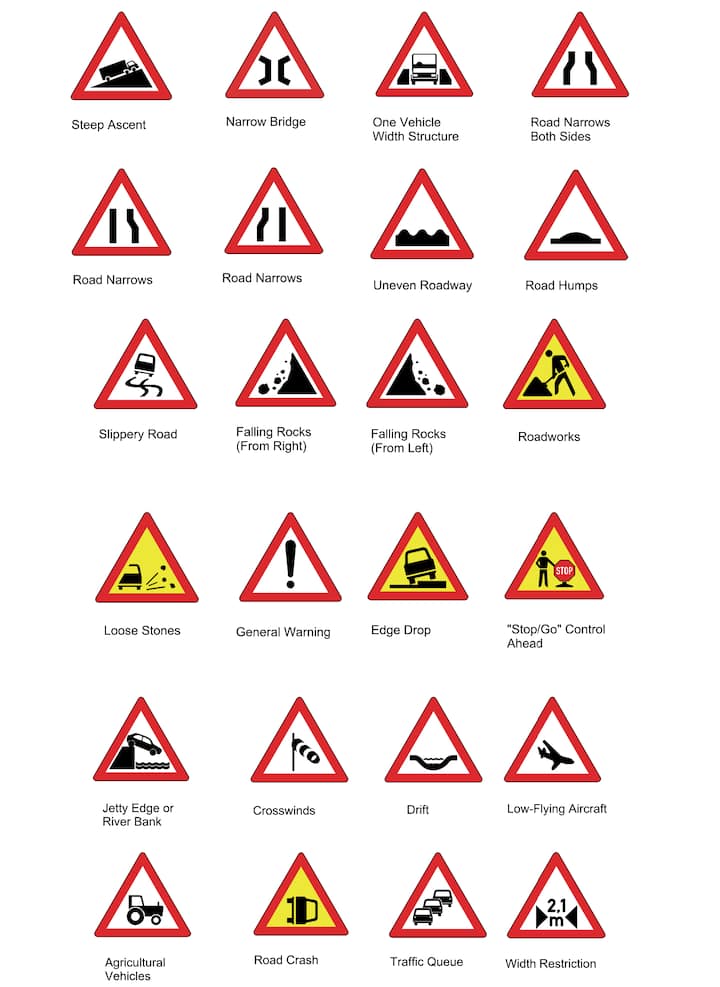 Steep Ascent
Narrow Bridge
One Vehicle
Width Structure
Road Narrows
Both Sides
Road Narrows
Road Narrows
Uneven Roadway
Road Humps
Slippery Road
Falling Rocks
(From Right)
Falling Rocks
(From Left)
Roadworks
STOP
Loose Stones
General Warning
Edge Drop
"Stop/Go" Control
Ahead
Jetty Edge or
River Bank
Crosswinds
Drift
Low-Flying Aircraft
2,1
m
Agricultural
Vehicles
Road Crash
Traffic Queue
Width Restriction